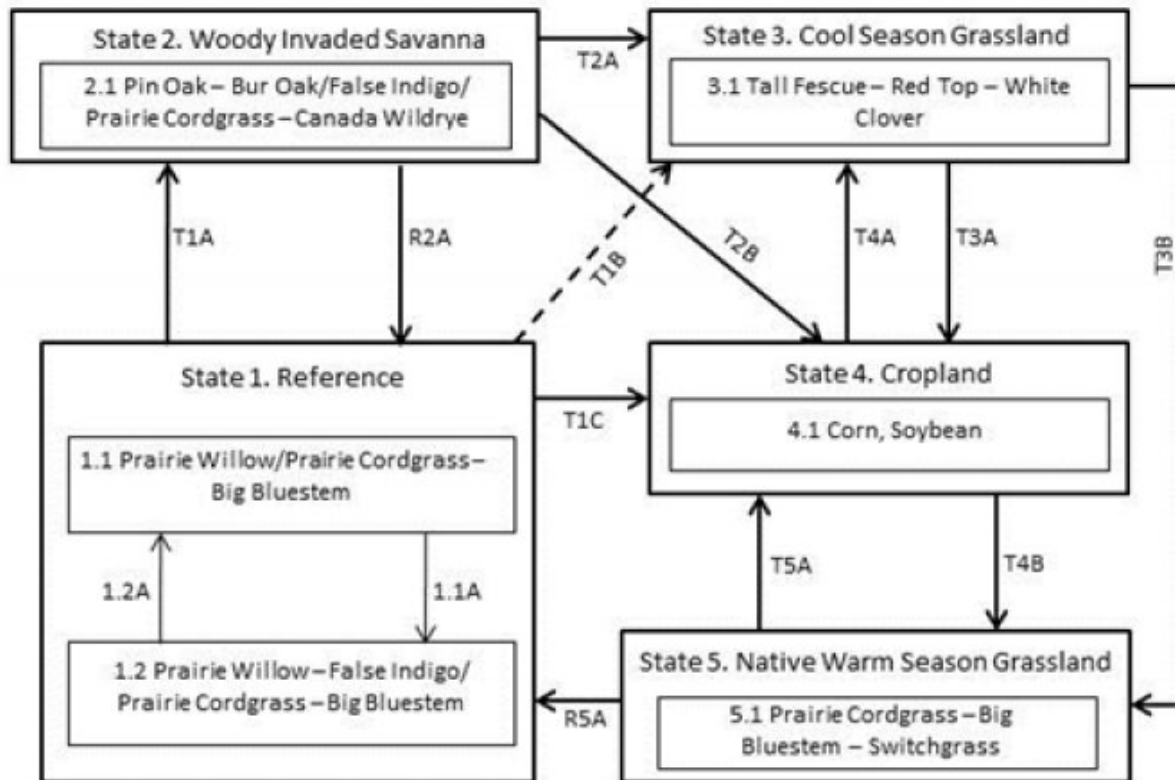 State 2. Woody Invaded Savanna
2.1 Pin Oak – Bur Oak/False Indigo/
Prairie Cordgrass – Canada Wildrye
T2A
State 3. Cool Season Grassland
3.1 Tall Fescue – Red Top – White
Clover
T1A
R2A
T1B
T2B
T4A
T3A
T3B
State 1. Reference
1.1 Prairie Willow/Prairie Cordgrass–
Big Bluestem
1.2A
1.1A
1.2 Prairie Willow – False Indigo/
Prairie Cordgrass – Big Bluestem
T1C
State 4. Cropland
4.1 Corn, Soybean
T5A
T4B
R5A
State 5. Native Warm Season Grassland
5.1 Prairie Cordgrass – Big
Bluestem – Switchgrass